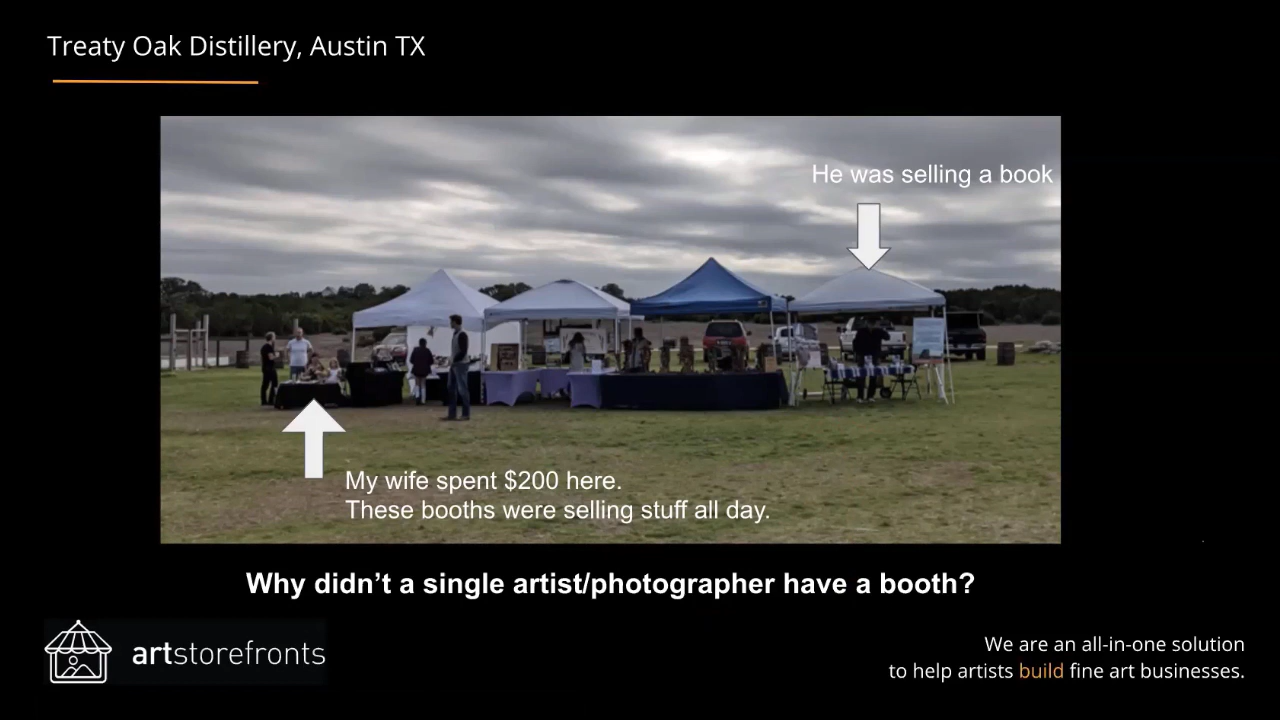 Treaty Oak Distillery, Austin TX
He was selling a book
My wife spent $200 here.
These booths were selling stuff all day.
Why didn’t a single artist/photographer have a booth?
artstorefronts
We are an all-in-one solution
to help artists build fine art businesses.